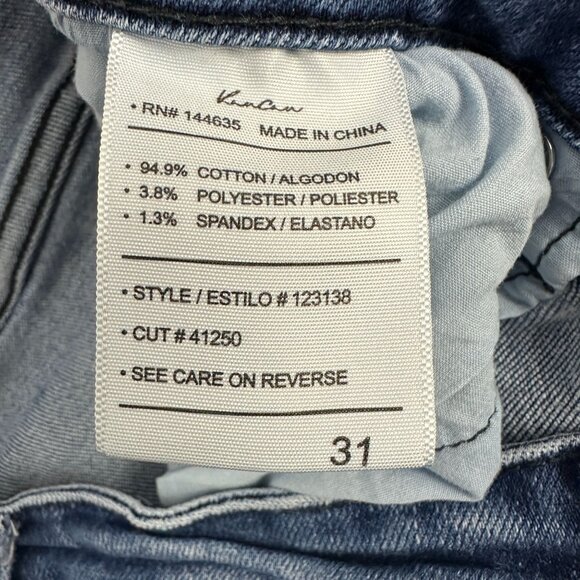 KanCan
• RN# 144635 MADE IN CHINA
• 94.9% COTTON / ALGODON
• 3.8% POLYESTER / POLIESTER
• 1.3% SPANDEX / ELASTANO
• STYLE / ESTILO # 123138
• CUT # 41250
• SEE CARE ON REVERSE
31